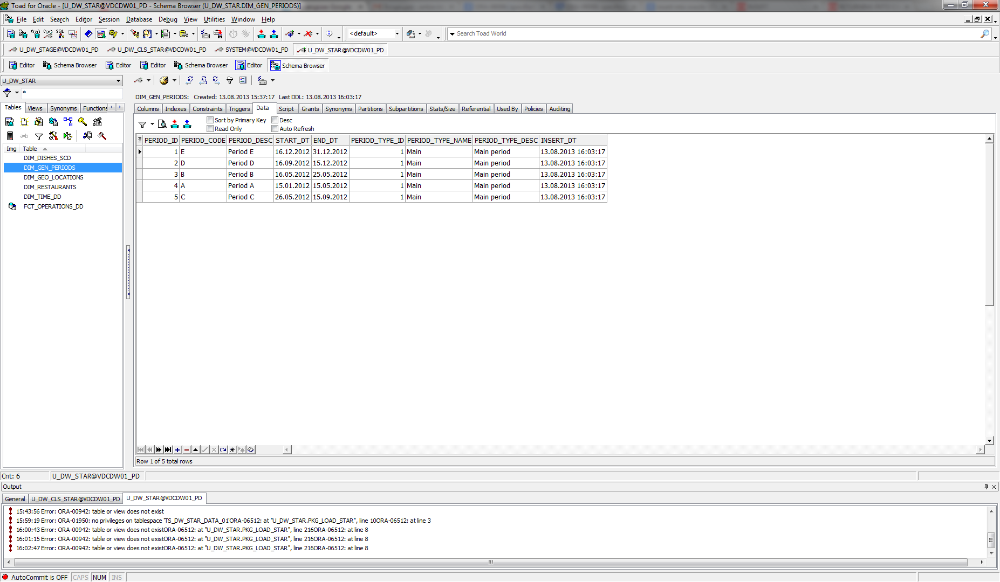 Toad for Oracle - [U_DW_STAR@VDCDW01_PD - Schema Browser (U_DW_STAR.DIM_GEN_PERIODS)]
File Edit Search Editor Session Database Debug View Utilities Window Help
<default> Search Toad World
U_DW_STAGE@VDCDW01_PD U_DW_CLS_STAR@VDCDW01_PD SYSTEM@VDCDW01_PD U_DW_STAR@VDCDW01_PD
Editor Schema Browser Editor Editor Schema Browser Editor Schema Browser
U_DW_STAR
*
Tables Views Synonyms Functions
Img Table
DIM_DISHES_SCD
DIM_GEN_PERIODS
DIM_GEO_LOCATIONS
DIM_RESTAURANTS
DIM_TIME_DD
FCT_OPERATIONS_DD
DIM_GEN_PERIODS: Created: 13.08.2013 15:37:17 Last DDL: 13.08.2013 16:03:17
Columns Indexes Constraints Triggers Data Script Grants Synonyms Partitions Subpartitions Stats/Size Referential Used By Policies Auditing
Sort by Primary Key Desc
Read Only Auto Refresh
PERIOD_ID PERIOD_CODE PERIOD_DESC START_DT END_DT PERIOD_TYPE_ID PERIOD_TYPE_NAME PERIOD_TYPE_DESC INSERT_DT
1 E Period E 16.12.2012 31.12.2012 1 Main Main period 13.08.2013 16:03:17
2 D Period D 16.09.2012 15.12.2012 1 Main Main period 13.08.2013 16:03:17
3 B Period B 16.05.2012 25.05.2012 1 Main Main period 13.08.2013 16:03:17
4 A Period A 15.01.2012 15.05.2012 1 Main Main period 13.08.2013 16:03:17
5 C Period C 26.05.2012 15.09.2012 1 Main Main period 13.08.2013 16:03:17
Row 1 of 5 total rows
Cnt: 6 U_DW_STAR@VDCDW01_PD
Output
General U_DW_CLS_STAR@VDCDW01_PD U_DW_STAR@VDCDW01_PD
15:43:56 Error: ORA-00942: table or view does not exist
15:59:19 Error: ORA-01950: no privileges on tablespace 'TS_DW_STAR_DATA_01'ORA-06512: at "U_DW_STAR.PKG_LOAD_STAR", line 10ORA-06512: at line 3
16:00:43 Error: ORA-00942: table or view does not existORA-06512: at "U_DW_STAR.PKG_LOAD_STAR", line 216ORA-06512: at line 8
16:01:15 Error: ORA-00942: table or view does not existORA-06512: at "U_DW_STAR.PKG_LOAD_STAR", line 216ORA-06512: at line 8
16:02:47 Error: ORA-00942: table or view does not existORA-06512: at "U_DW_STAR.PKG_LOAD_STAR", line 216ORA-06512: at line 8
AutoCommit is OFF CAPS NUM INS